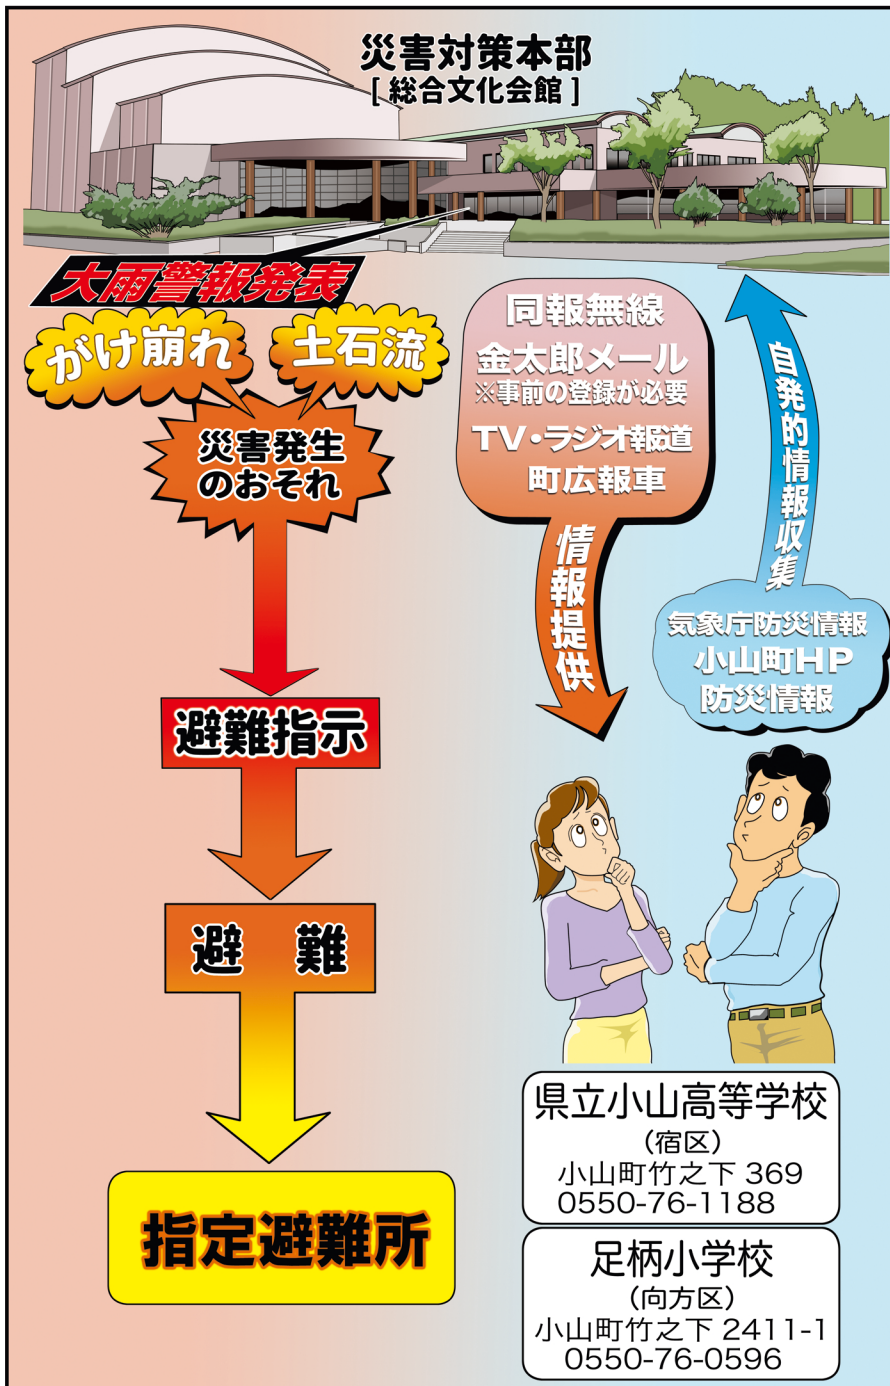 災害対策本部
[総合文化会館]
大雨警報発表
がけ崩れ
土石流
災害発生
のおそれ
避難指示
避 難
指定避難所
同報無線
金太郎メール
※事前の登録が必要
TV・ラジオ報道
町広報車
情報提供
自発的情報収集
気象庁防災情報
小山町HP
防災情報
県立小山高等学校
(宿区)
小山町竹之下 369
0550-76-1188
足柄小学校
(向方区)
小山町竹之下 2411-1
0550-76-0596